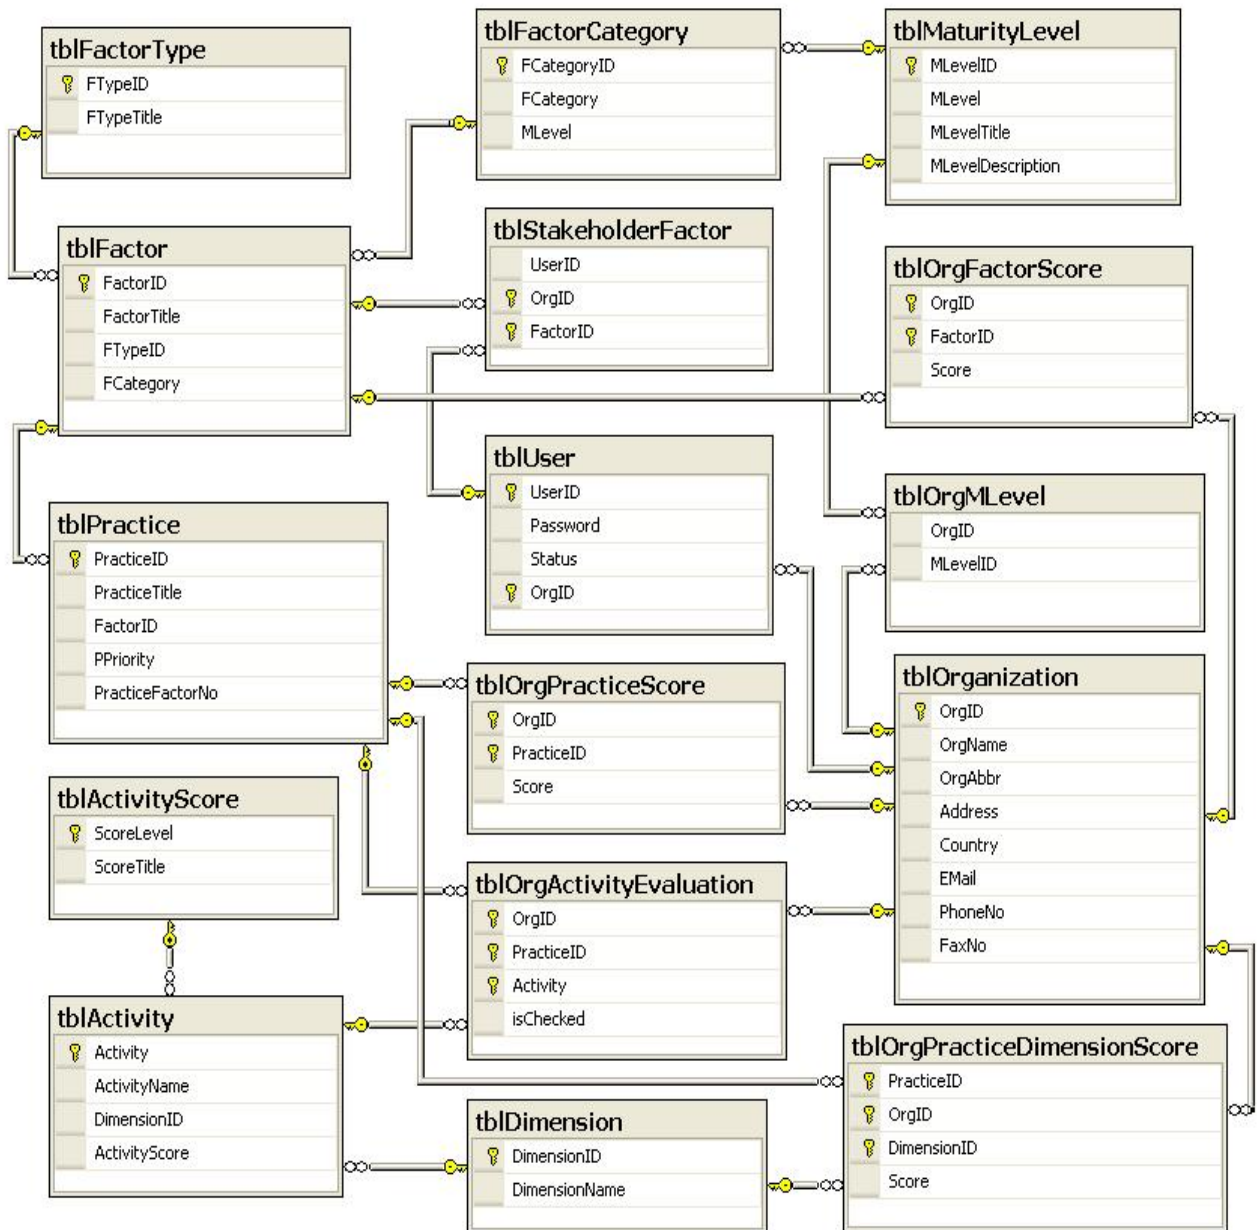 tblFactorType
FTypeID
FTypeTitle
tblFactorCategory
FCategoryID
FCategory
MLevel
tblMaturityLevel
MLevelID
MLevel
MLevelTitle
MLevelDescription
tblFactor
FactorID
FactorTitle
FTypeID
FCategory
tblStakeholderFactor
UserID
OrgID
FactorID
tblOrgFactorScore
OrgID
FactorID
Score
tblUser
UserID
Password
Status
OrgID
tblOrgMLevel
OrgID
MLevelID
tblPractice
PracticeID
PracticeTitle
FactorID
PPriority
PracticeFactorNo
tblOrgPracticeScore
OrgID
PracticeID
Score
tblOrganization
OrgID
OrgName
OrgAbbr
Address
Country
EMail
PhoneNo
FaxNo
tblActivityScore
ScoreLevel
ScoreTitle
tblOrgActivityEvaluation
OrgID
PracticeID
Activity
isChecked
tblActivity
Activity
ActivityName
DimensionID
ActivityScore
tblDimension
DimensionID
DimensionName
tblOrgPracticeDimensionScore
PracticeID
OrgID
DimensionID
Score